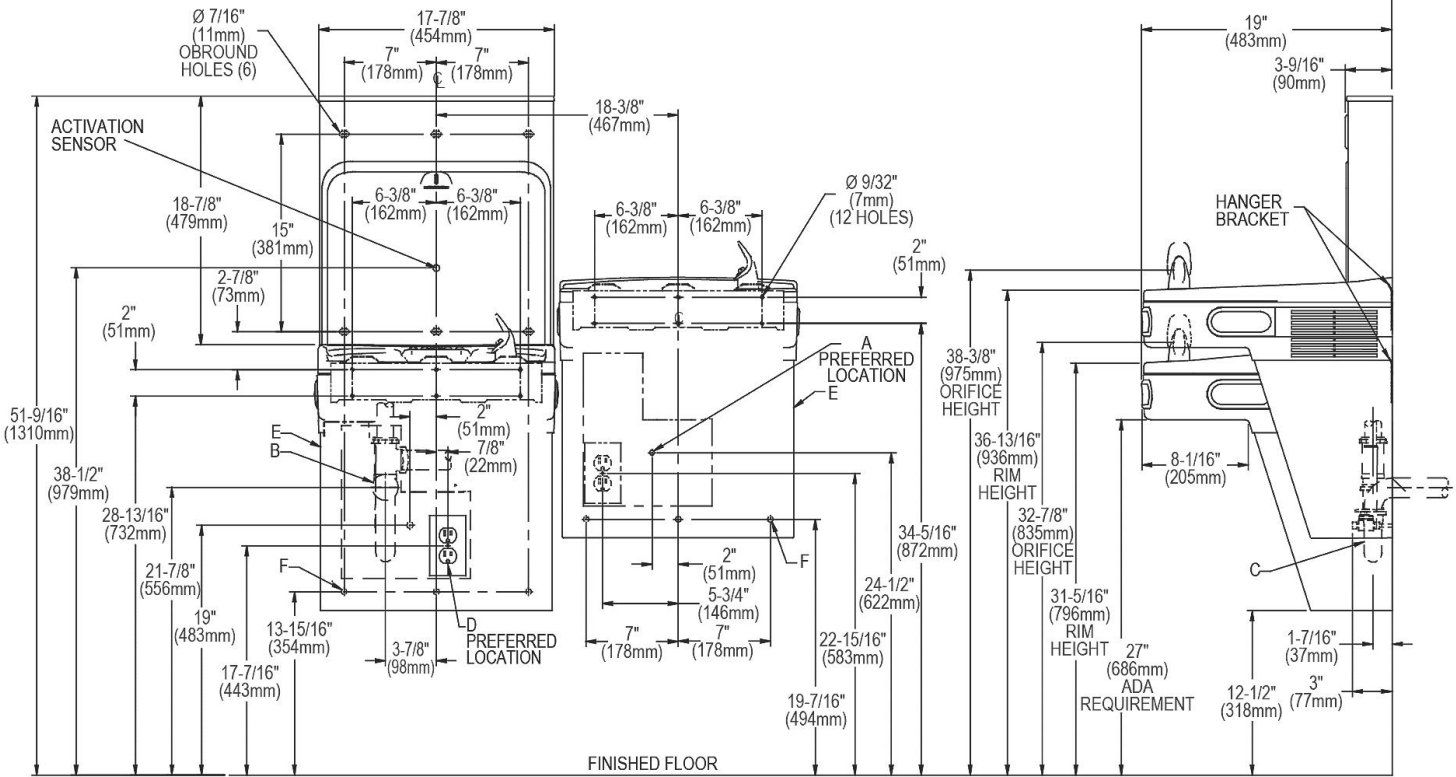 Ø 7/16"
(11mm)
OBROUND
HOLES (6)
17-7/8"
(454mm)
7"
(178mm)
7"
(178mm)
℄
18-3/8"
(467mm)
ACTIVATION
SENSOR
18-7/8"
(479mm)
15"
(381mm)
2-7/8"
(73mm)
2"
(51mm)
6-3/8"
(162mm)
6-3/8"
(162mm)
6-3/8"
(162mm)
6-3/8"
(162mm)
Ø 9/32"
(7mm)
(12 HOLES)
2"
(51mm)
℄
A
PREFERRED
LOCATION
E
51-9/16"
(1310mm)
38-1/2"
(979mm)
28-13/16"
(732mm)
21-7/8"
(556mm)
19"
(483mm)
17-7/16"
(443mm)
13-15/16"
(354mm)
E
B
F
2"
(51mm)
7/8"
(22mm)
3-7/8"
(98mm)
D
PREFERRED
LOCATION
F
2"
(51mm)
5-3/4"
(146mm)
7"
(178mm)
7"
(178mm)
34-5/16"
(872mm)
24-1/2"
(622mm)
22-15/16"
(583mm)
19-7/16"
(494mm)
FINISHED FLOOR
19"
(483mm)
3-9/16"
(90mm)
HANGER
BRACKET
38-3/8"
(975mm)
ORIFICE
HEIGHT
36-13/16"
(936mm)
RIM
HEIGHT
32-7/8"
(835mm)
ORIFICE
HEIGHT
31-5/16"
(796mm)
RIM
HEIGHT
27"
(686mm)
ADA
REQUIREMENT
8-1/16"
(205mm)
C
12-1/2"
(318mm)
1-7/16"
(37mm)
3"
(77mm)